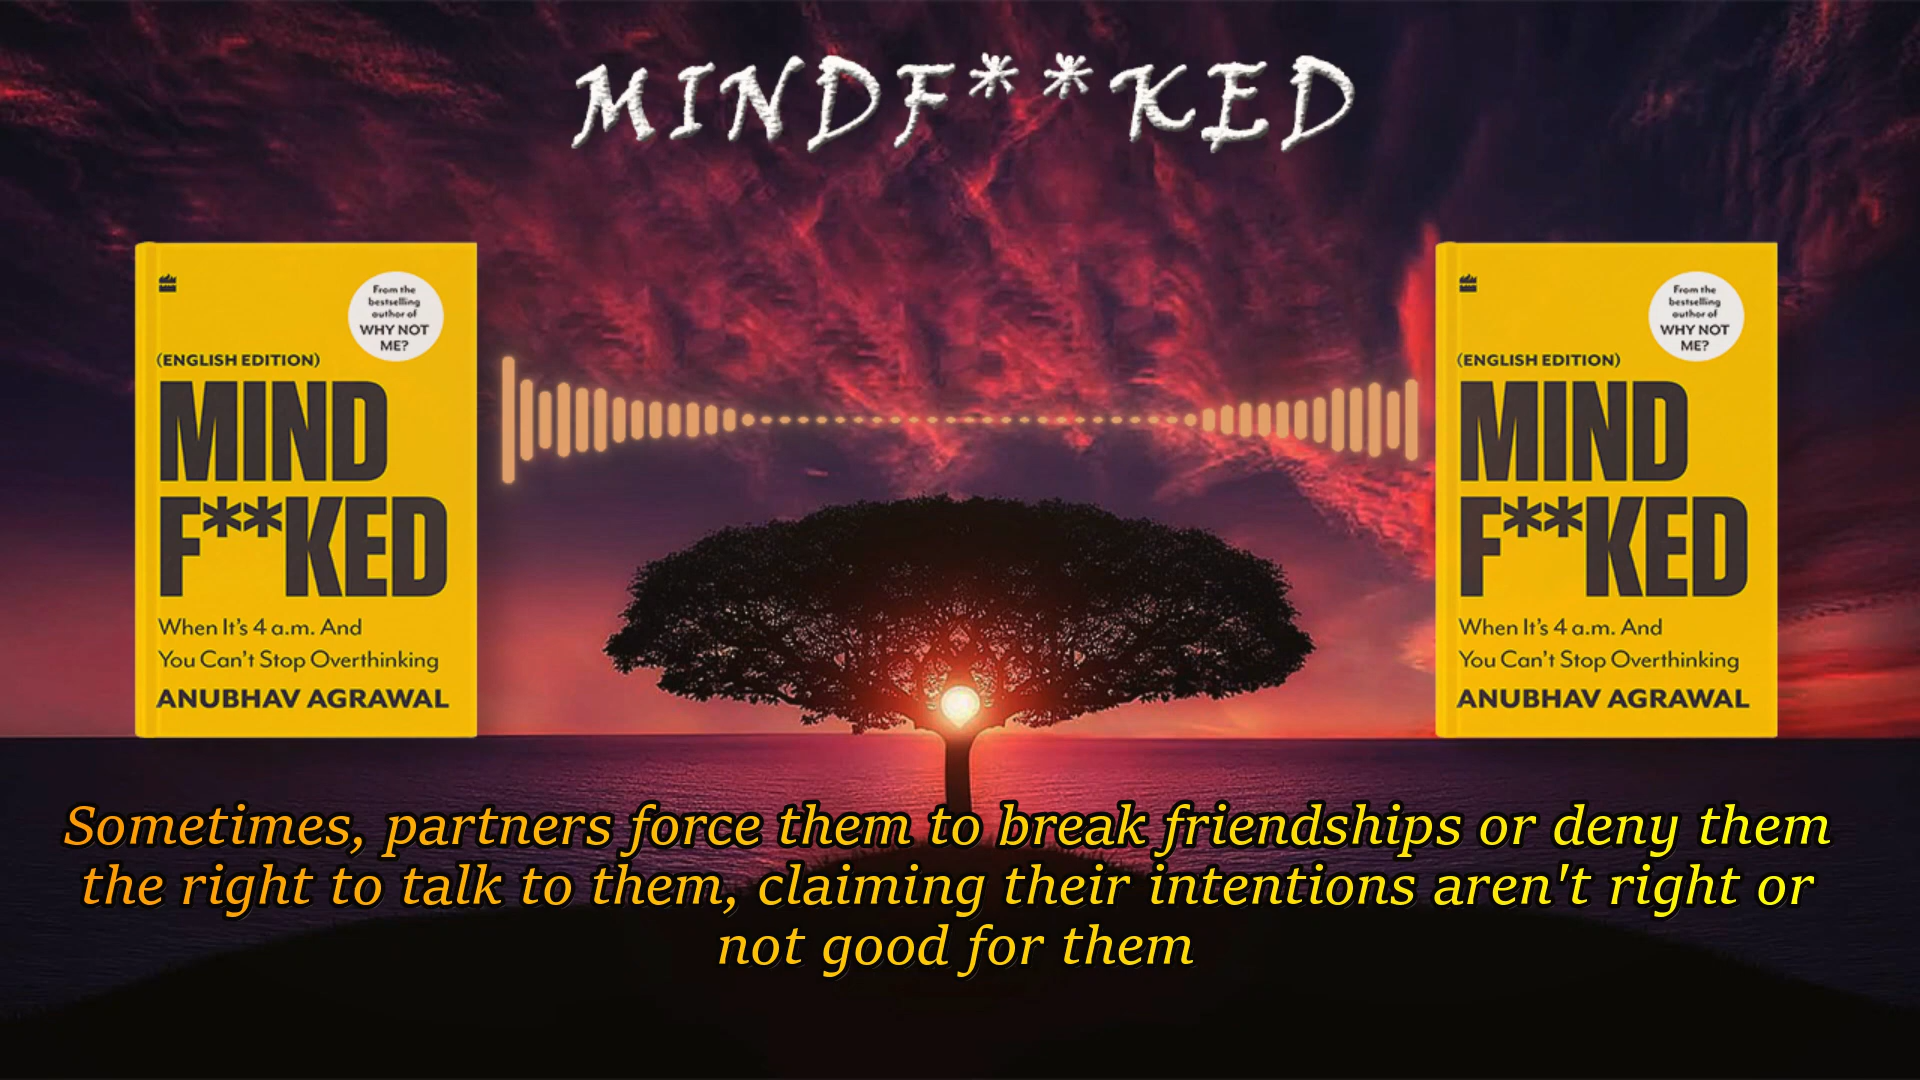 MINDF**KED
From the
bestselling
author of
WHY NOT
ME?
(ENGLISH EDITION)
MIND
F**KED
When It's 4 a.m. And
You Can't Stop Overthinking
ANUBHAV AGRAWAL
From the
bestselling
author of
WHY NOT
ME?
(ENGLISH EDITION)
MIND
F**KED
When It's 4 a.m. And
You Can't Stop Overthinking
ANUBHAV AGRAWAL
Sometimes, partners force them to break friendships or deny them
the right to talk to them, claiming their intentions aren't right or
not good for them